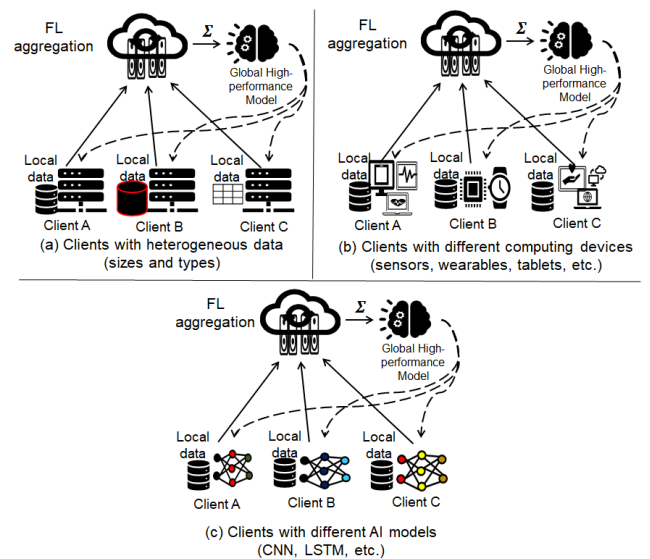 FL
aggregation
Σ
Global High-
performance
Model
Local
data
Local
data
Local
data
Client A
Client B
Client C
(a) Clients with heterogeneous data
(sizes and types)
FL
aggregation
Σ
Global High-
performance
Model
Local
data
Local
data
Local
data
Client A
Client B
Client C
(b) Clients with different computing devices
(sensors, wearables, tablets, etc.)
FL
aggregation
Σ
Global High-
performance
Model
Local
data
Local
data
Local
data
Client A
Client B
Client C
(c) Clients with different AI models
(CNN, LSTM, etc.)